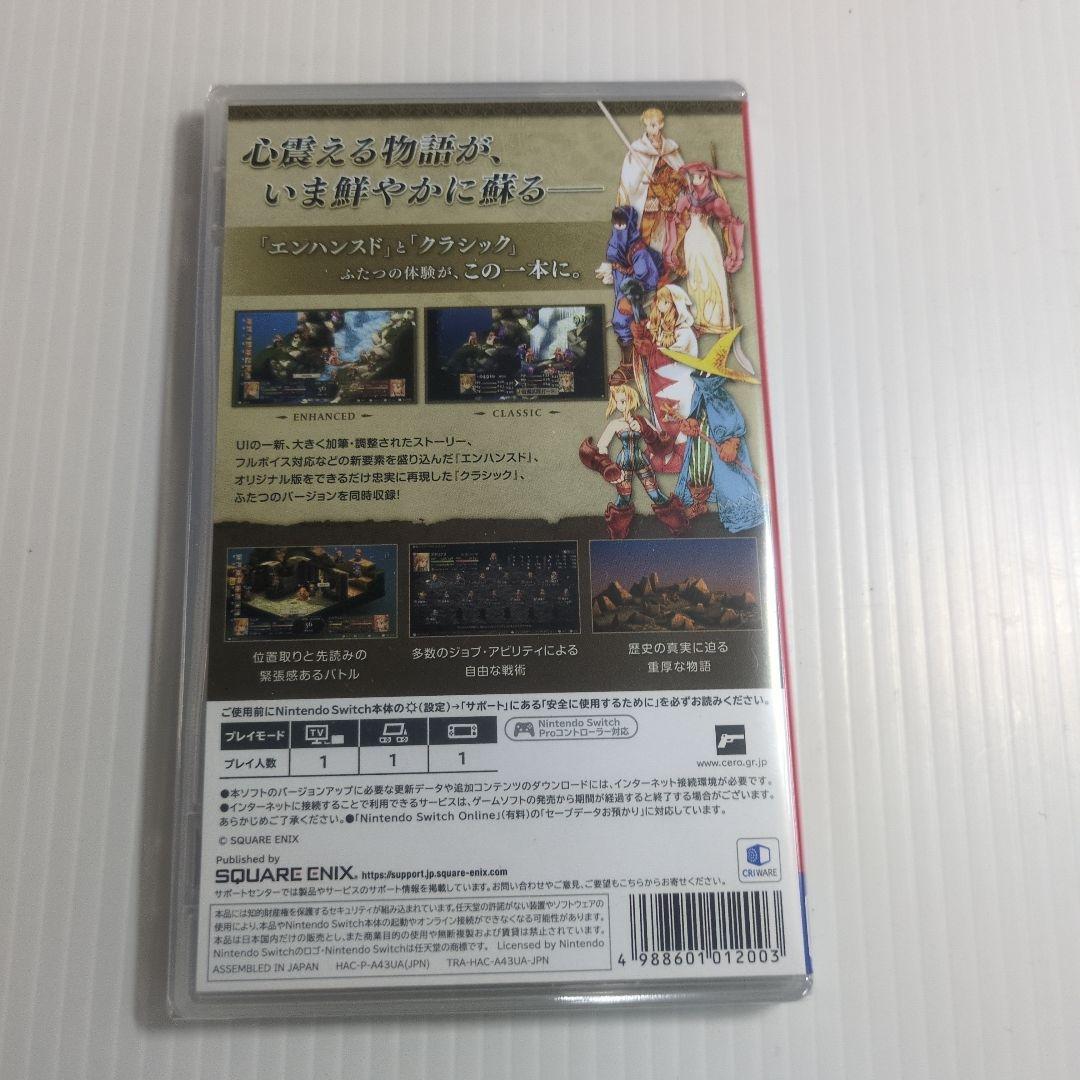 心震える物語が、
いま鮮やかに蘇る――
「エンハンスド」と「クラシック」
ふたつの体験が、この一本に。
ENHANCED
CLASSIC
UIの一新、大きく加筆・調整されたストーリー、
フルボイス対応などの新要素を盛り込んだ「エンハンスド」、
オリジナル版をできるだけ忠実に再現した「クラシック」、
ふたつのバージョンを同時収録!
位置取りと先読みの
緊張感あるバトル
多数のジョブ・アビリティによる
自由な戦術
歴史の真実に迫る
重厚な物語
ご使用前にNintendo Switch本体の(設定)→「サポート」にある「安全に使用するために」を必ずお読みください。
プレイモード TV
プレイ人数 1 1 1
Nintendo Switch
Proコントローラー対応
www.cero.gr.jp
●本ソフトのバージョンアップに必要な更新データや追加コンテンツのダウンロードには、インターネット接続環境が必要です。
●インターネットに接続することで利用できるサービスは、ゲームソフトの発売から期間が経過すると終了する場合がございます。
あらかじめご了承ください。●「Nintendo Switch Online」(有料)の「セーブデータお預かり」に対応しています。
© SQUARE ENIX
Published by
SQUARE ENIX. https://support.jp.square-enix.com
サポートセンターでは製品やサービスのサポート情報を掲載しています。お問い合わせやご意見、ご要望もこちらからお寄せください。
CRIWARE
本品には知的財産権を保護するセキュリティが組み込まれています。任天堂の許諾がない装置やソフトウェアの
使用により、本品やNintendo Switch本体の起動やオンライン接続ができなくなる可能性があります。
本品は日本国内だけの販売とし、また商業目的の使用や無断複製および賃貸は禁止します。
Nintendo Switchのロゴ・Nintendo Switchは任天堂の商標です。 Licensed by Nintendo
ASSEMBLED IN JAPAN HAC-P-A43UA(JPN) TRA-HAC-A43UA-JPN
4 988601 012003